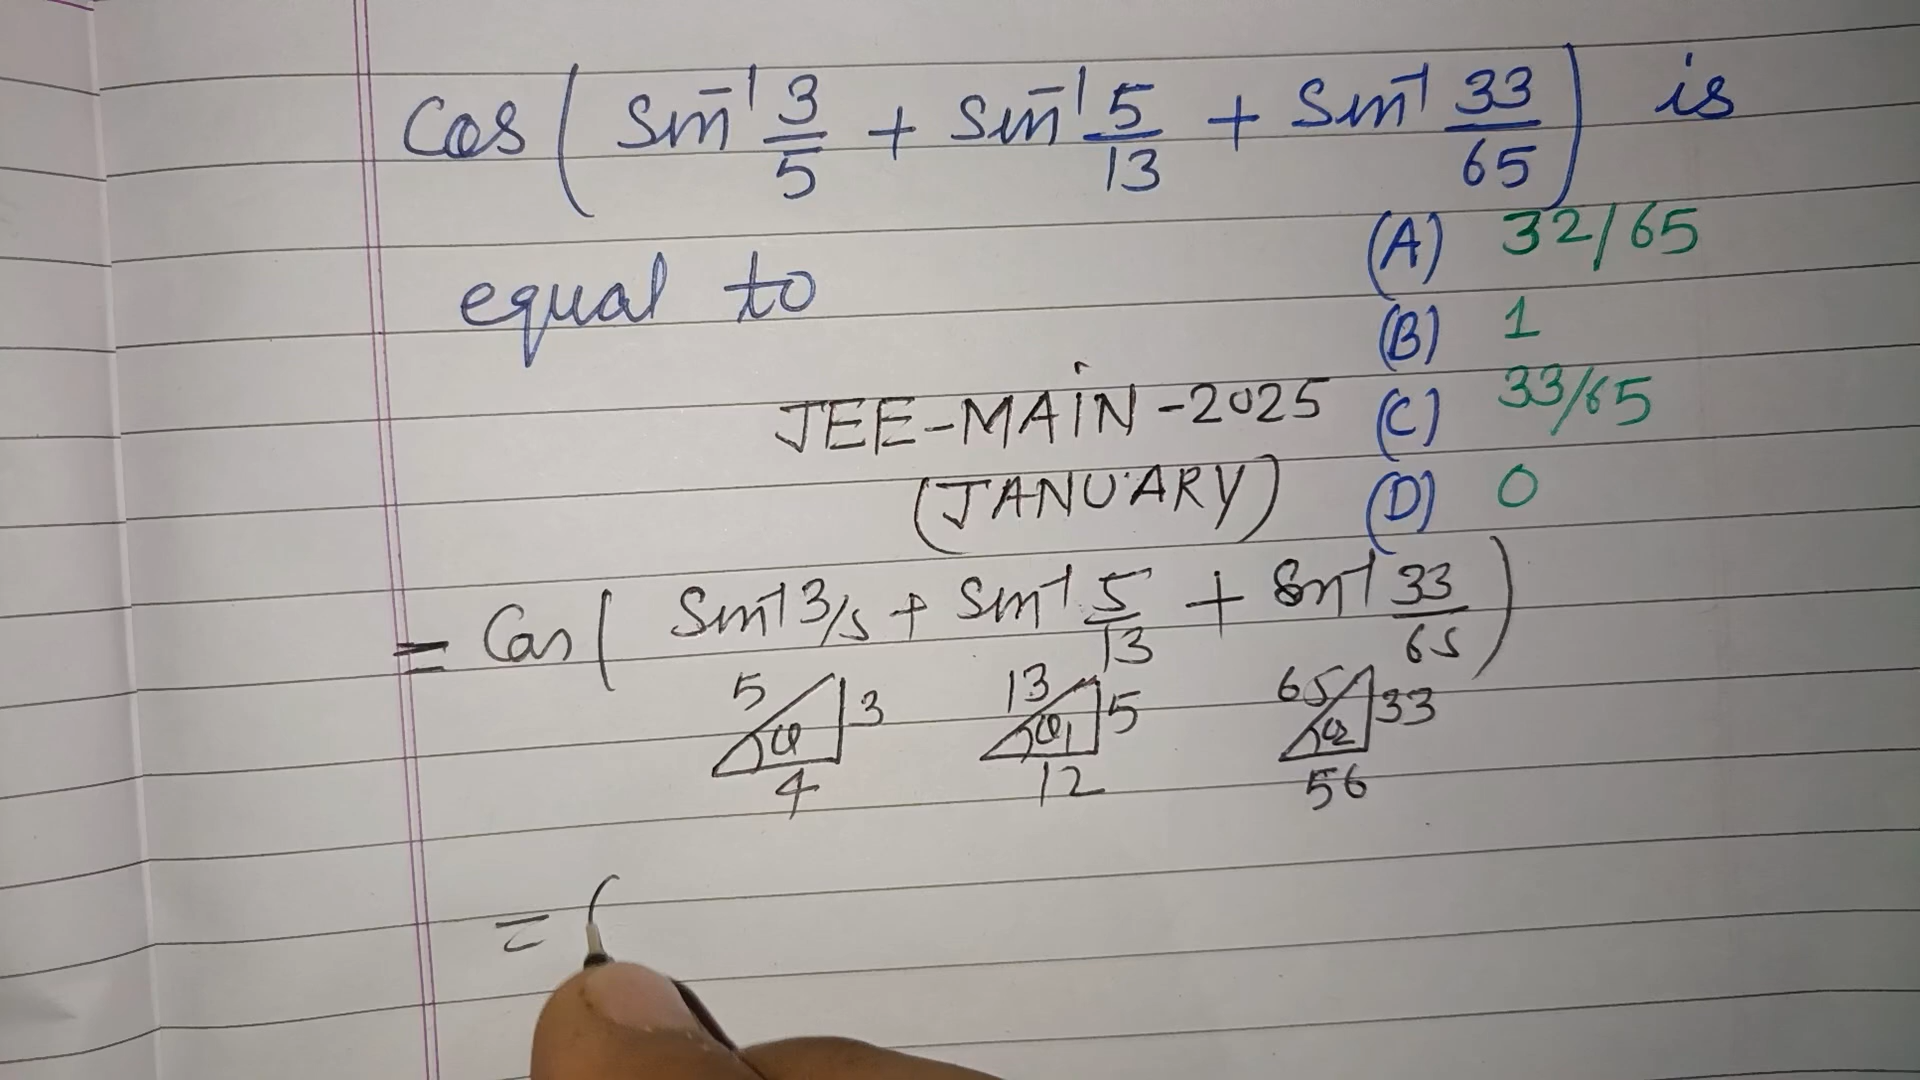 Cos ( Sin⁻¹ 3/5 + Sin⁻¹ 5/13 + Sin⁻¹ 33/65 ) is
equal to
(A) 32/65
(B) 1
(C) 33/65
(D) 0
JEE-MAIN-2025
(JANUARY)
= Cos ( Sin⁻¹ 3/5 + Sin⁻¹ 5/13 + Sin⁻¹ 33/65 )
5 3 13 5 65 33
4 12 56
= (